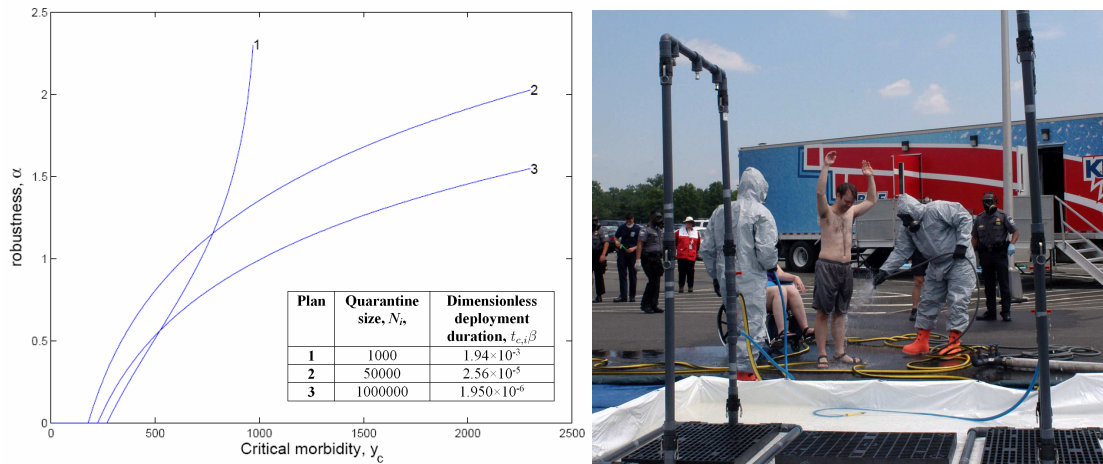 2.5
2
1.5
1
0.5
0
0
500
1000
1500
2000
2500
robustness, α
Critical morbidity, y_c
1
2
3
Plan Quarantine size, N_i, Dimensionless deployment duration, t_{c,i}β
1 1000 1.94×10^-3
2 50000 2.56×10^-5
3 1000000 1.950×10^-6
K